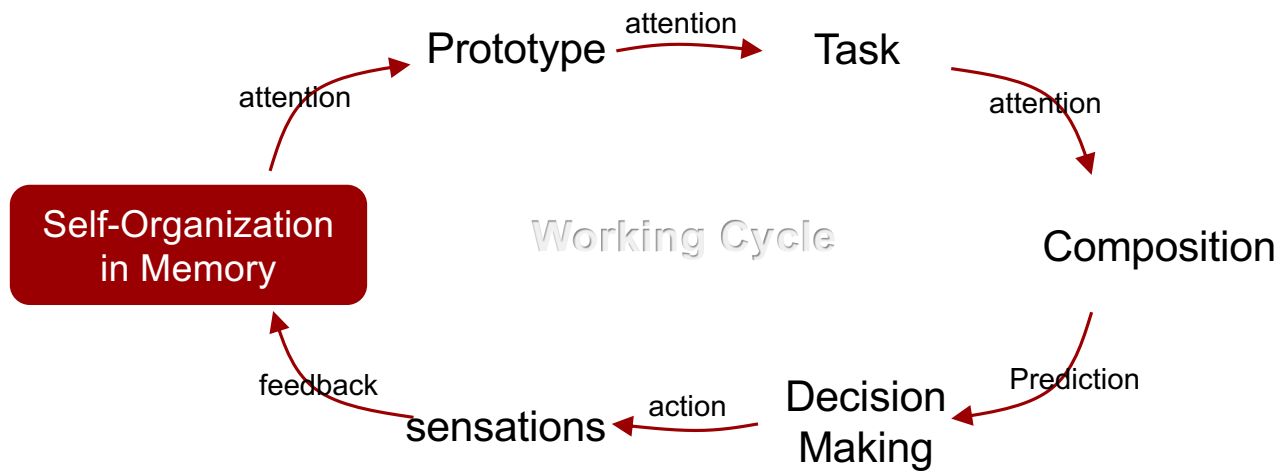 attention
Prototype
Task
attention
attention
Self-Organization
in Memory
Working Cycle
Composition
feedback
action
Prediction
sensations
Decision
Making